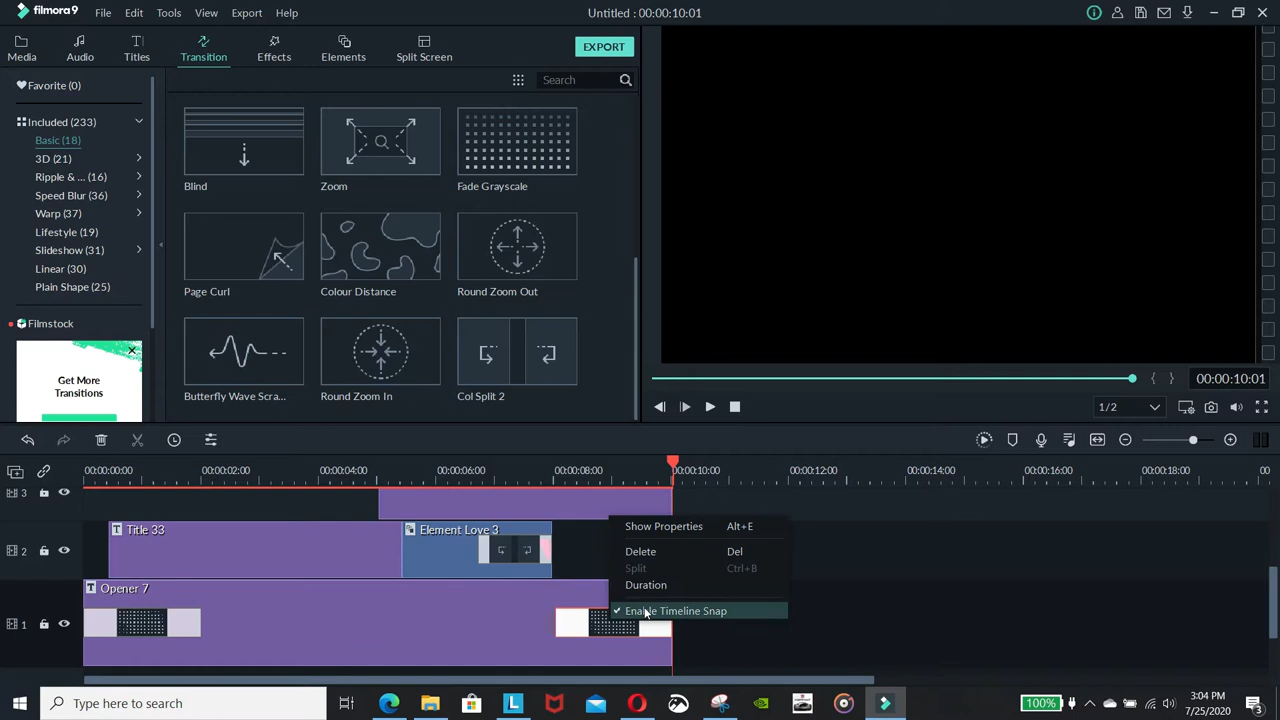 filmora9 File Edit Tools View Export Help Untitled : 00:00:10:01
Media Audio Titles Transition Effects Elements Split Screen EXPORT
Favorite (0)
Included (233)
Basic (18)
3D (21)
Ripple & ... (16)
Speed Blur (36)
Warp (37)
Lifestyle (19)
Slideshow (31)
Linear (30)
Plain Shape (25)
Filmstock
Get More
Transitions
Search
Blind Zoom Fade Grayscale
Page Curl Colour Distance Round Zoom Out
Butterfly Wave Scra... Round Zoom In Col Split 2
00:00:10:01
1/2
00:00:00:00 00:00:02:00 00:00:04:00 00:00:06:00 00:00:08:00 00:00:10:00 00:00:12:00 00:00:14:00 00:00:16:00 00:00:18:00 00
3
2 Title 33 Element Love 3
1 Opener 7
Show Properties Alt+E
Delete Del
Split Ctrl+B
Duration
Enable Timeline Snap
Type here to search
100%
3:04 PM
7/25/2020
3